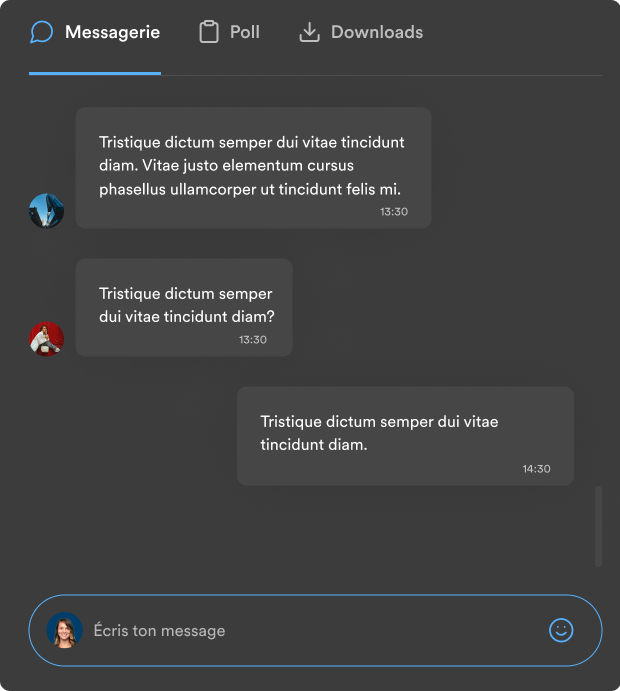 Messagerie Poll Downloads
Tristique dictum semper dui vitae tincidunt
diam. Vitae justo elementum cursus
phasellus ullamcorper ut tincidunt felis mi.
13:30
Tristique dictum semper
dui vitae tincidunt diam?
13:30
Tristique dictum semper dui vitae
tincidunt diam.
14:30
Écris ton message